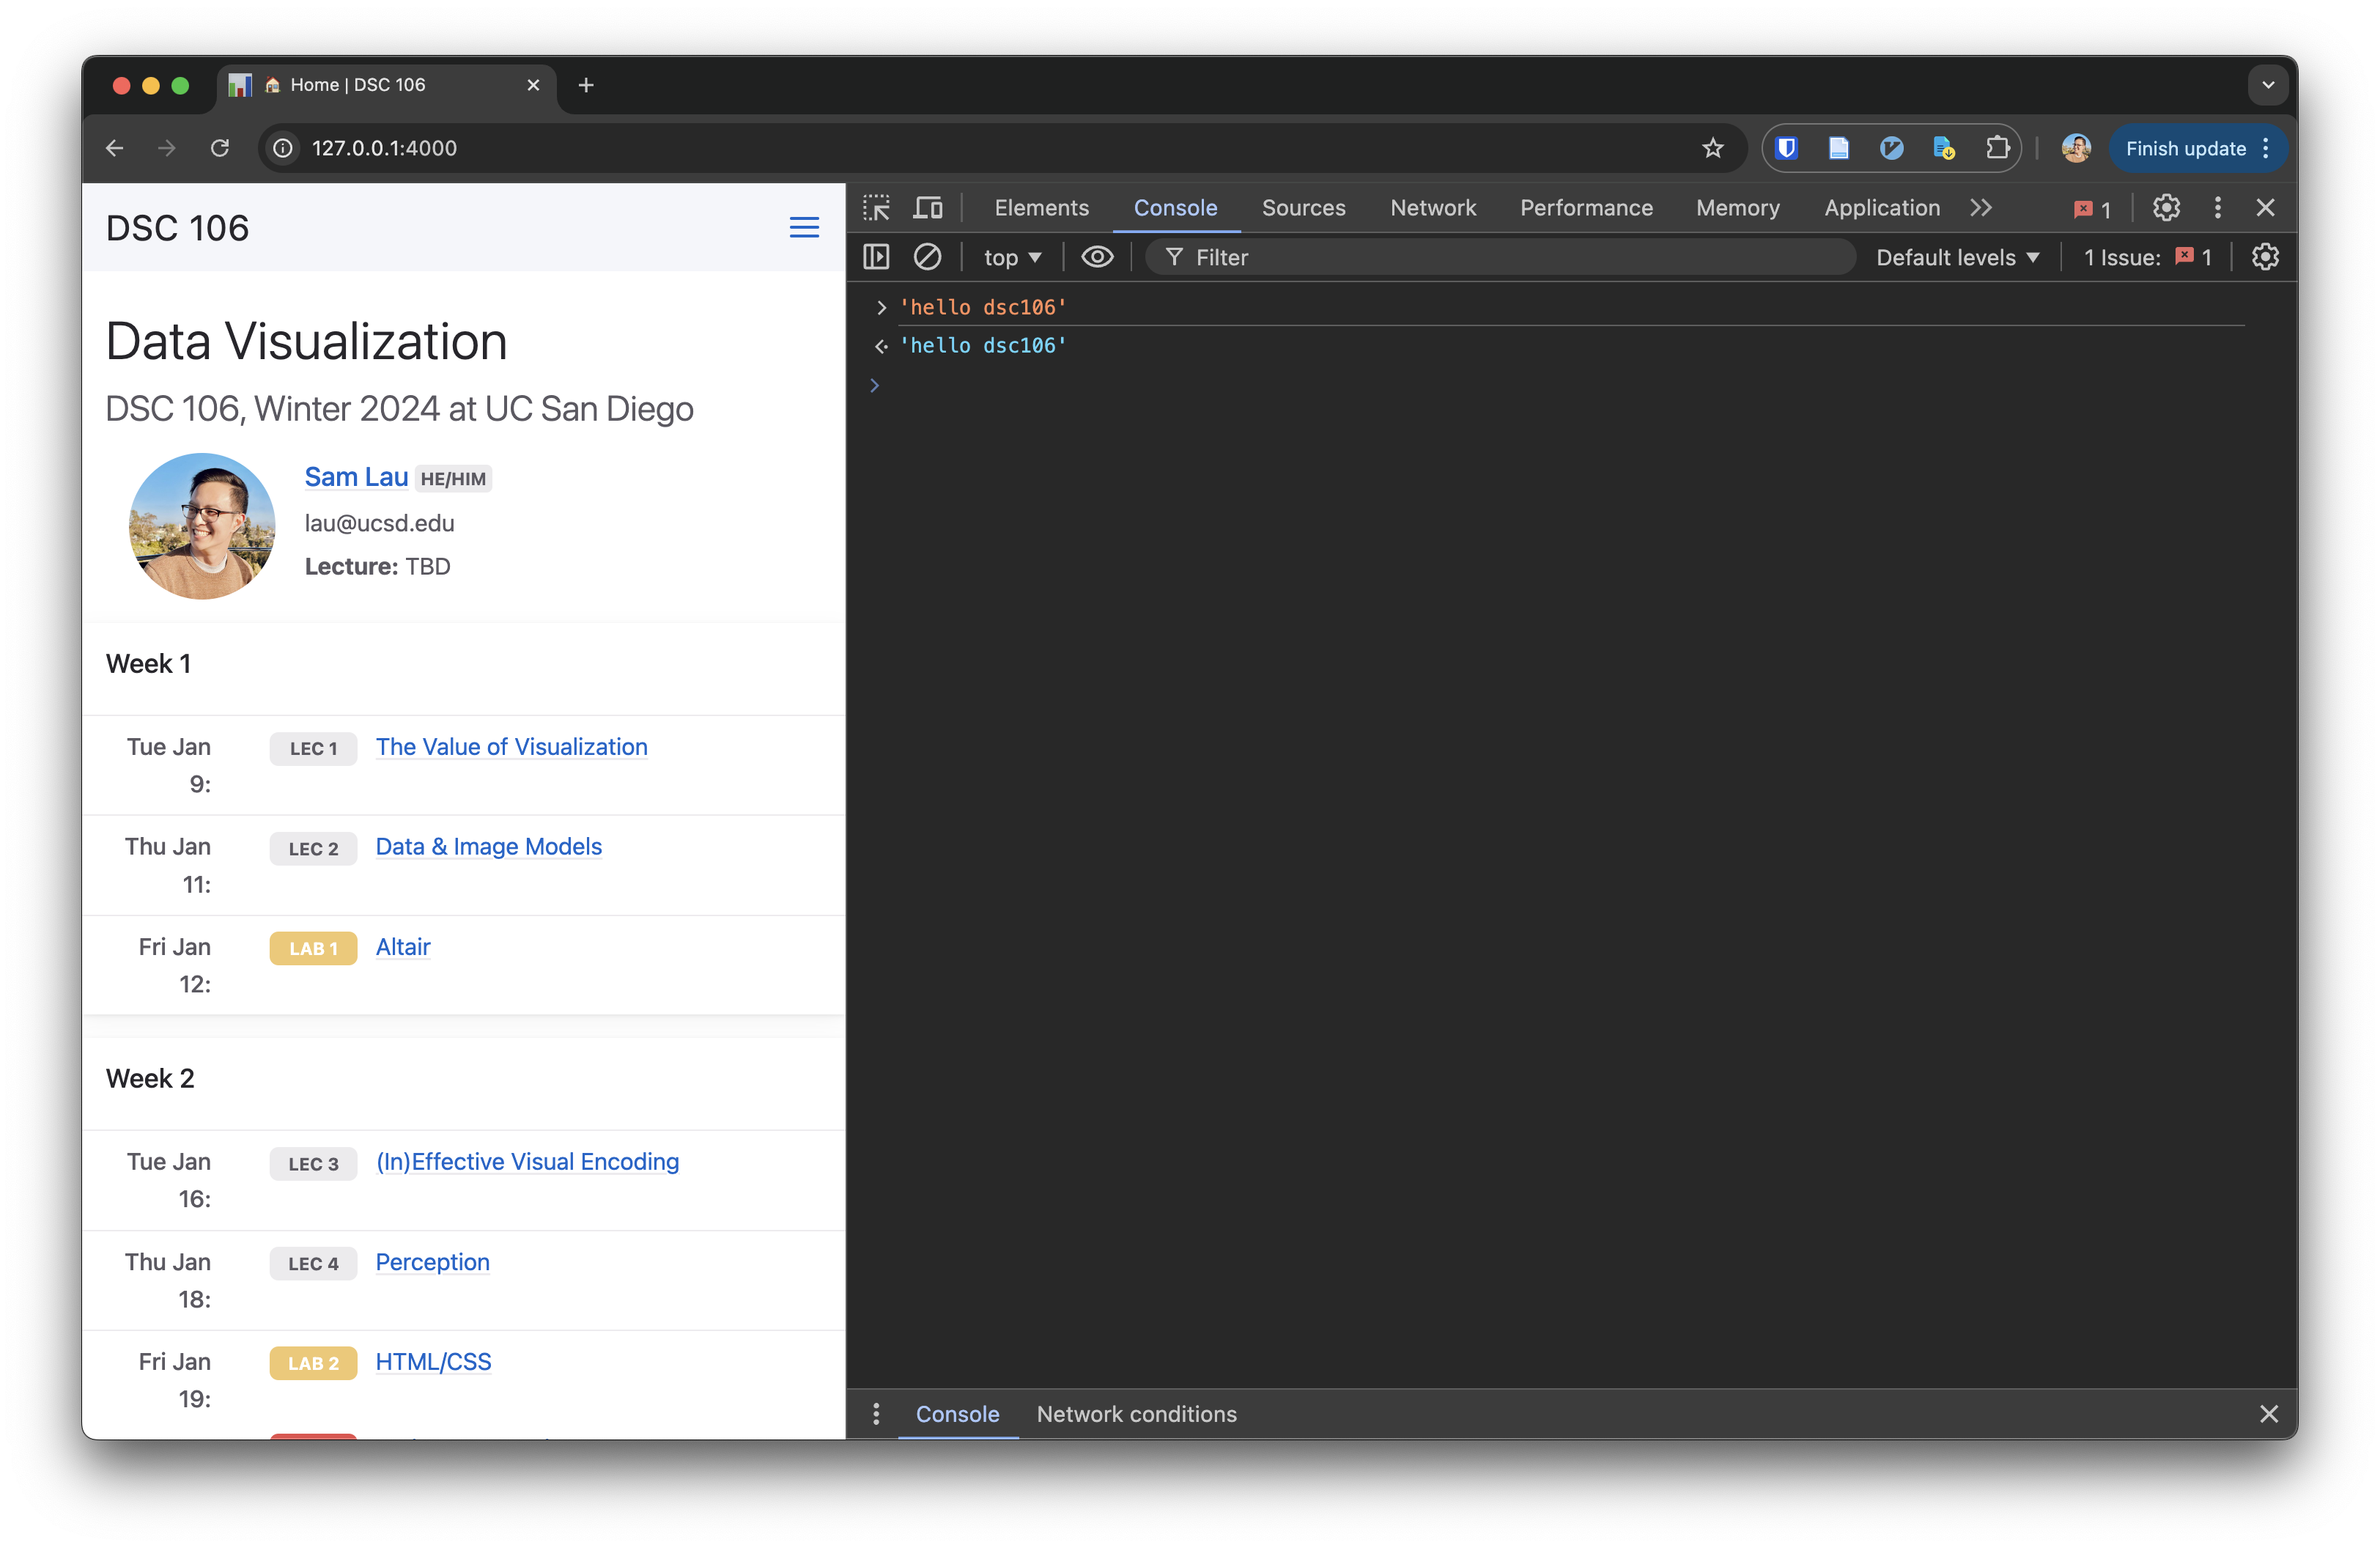 Home | DSC 106
127.0.0.1:4000
Finish update
DSC 106
Data Visualization
DSC 106, Winter 2024 at UC San Diego
Sam Lau HE/HIM
lau@ucsd.edu
Lecture: TBD
Week 1
Tue Jan 9: LEC 1 The Value of Visualization
Thu Jan 11: LEC 2 Data & Image Models
Fri Jan 12: LAB 1 Altair
Week 2
Tue Jan 16: LEC 3 (In)Effective Visual Encoding
Thu Jan 18: LEC 4 Perception
Fri Jan 19: LAB 2 HTML/CSS
Elements Console Sources Network Performance Memory Application 1
top Filter Default levels 1 Issue: 1
> 'hello dsc106'
'hello dsc106'
>
Console Network conditions